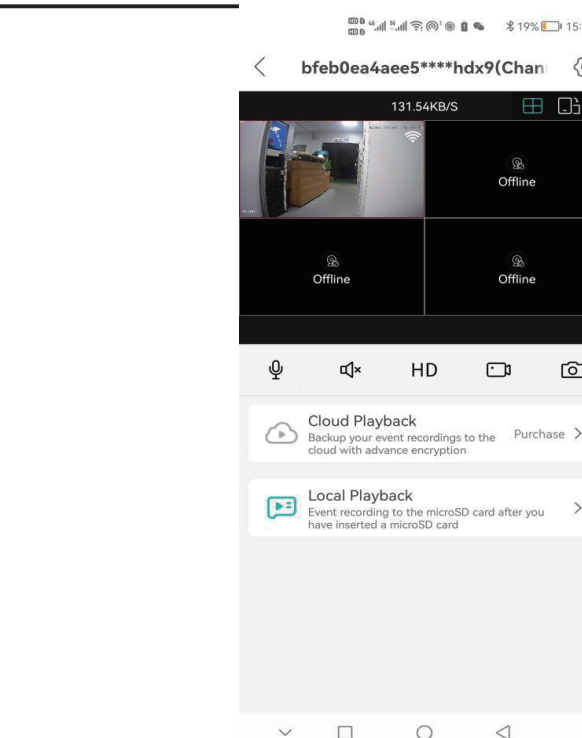 19% 15:
bfeb0ea4aee5****hdx9(Chan
131.54KB/S
Offline
Offline
Offline
HD
Cloud Playback
Backup your event recordings to the
cloud with advance encryption
Purchase
Local Playback
Event recording to the microSD card after you
have inserted a microSD card